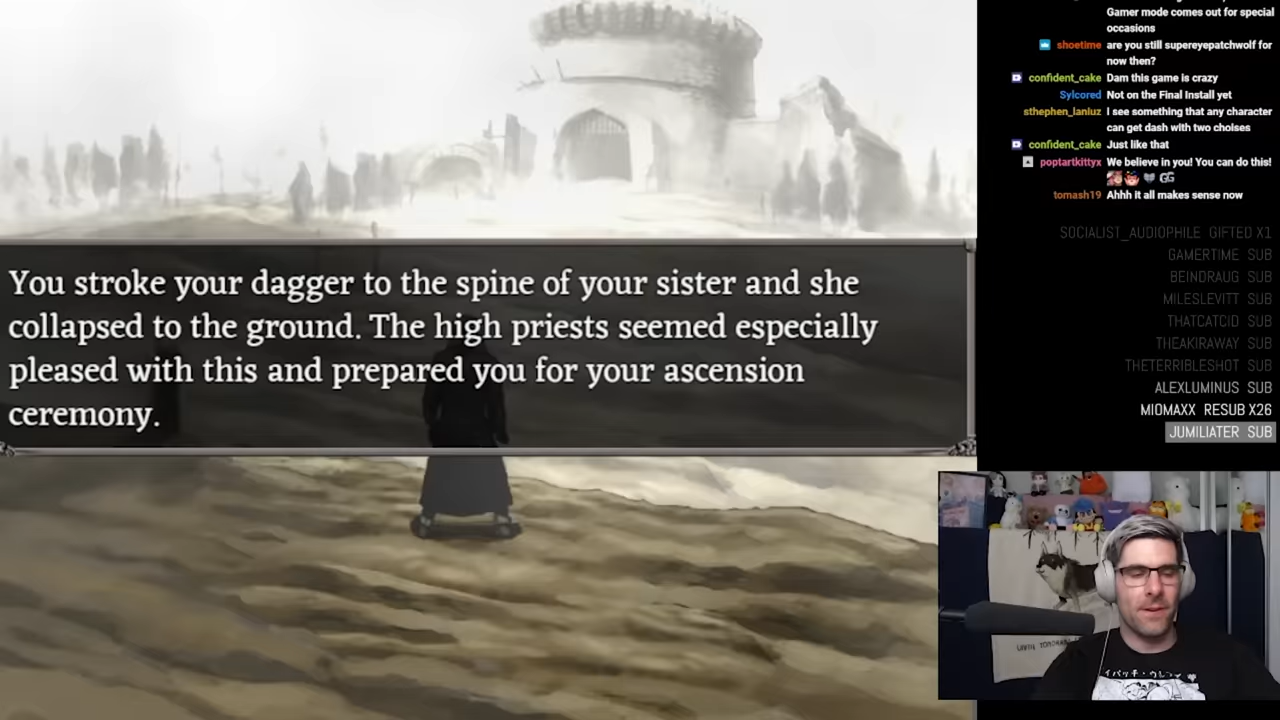 You stroke your dagger to the spine of your sister and she
collapsed to the ground. The high priests seemed especially
pleased with this and prepared you for your ascension
ceremony.
Gamer mode comes out for special
occasions
shoetime are you still supereyepatchwolf for
now then?
confident_cake Dam this game is crazy
Sylcored Not on the Final Install yet
sthephen_laniuz I see something that any character
can get dash with two choises
confident_cake Just like that
poptartkittyx We believe in you! You can do this!
GG
tomash19 Ahhh it all makes sense now
SOCIALIST_AUDIOPHILE GIFTED X1
GAMERTIME SUB
BEINDRAUG SUB
MILESLEVITT SUB
THATCATCID SUB
THEAKIRAWAY SUB
THETERRIBLESHOT SUB
ALEXLUMINUS SUB
MIOMAXX RESUB X26
JUMILIATER SUB